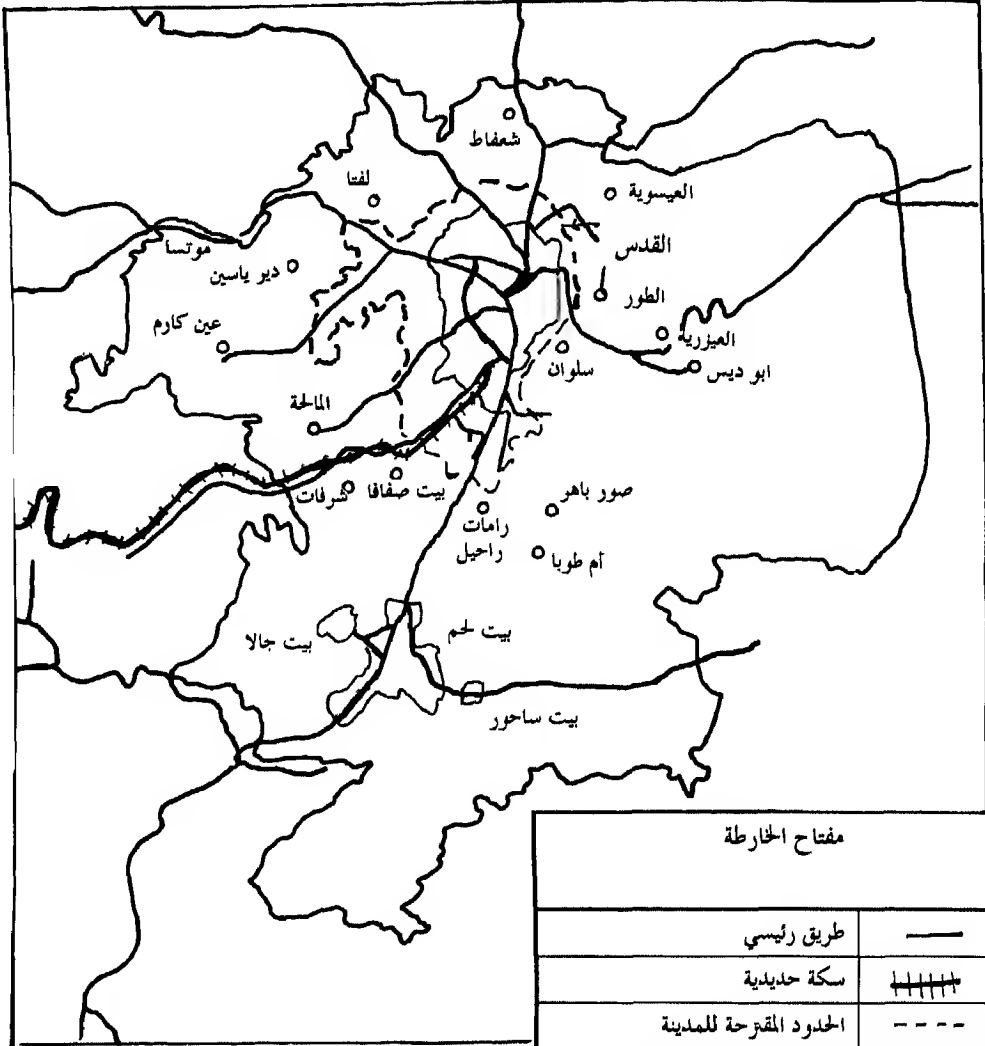 شعفاط
لفتا
العيسوية
موتسا
القدس
دير ياسين
الطور
عين كارم
العيزرية
سلوان
ابو ديس
المالحة
شرفات
بيت صفافا
صور باهر
رامات
راحيل
أم طوبا
بيت جالا
بيت لحم
بيت ساحور
مفتاح الخارطة
طريق رئيسي
سكة حديدية
الحدود المقترحة للمدينة